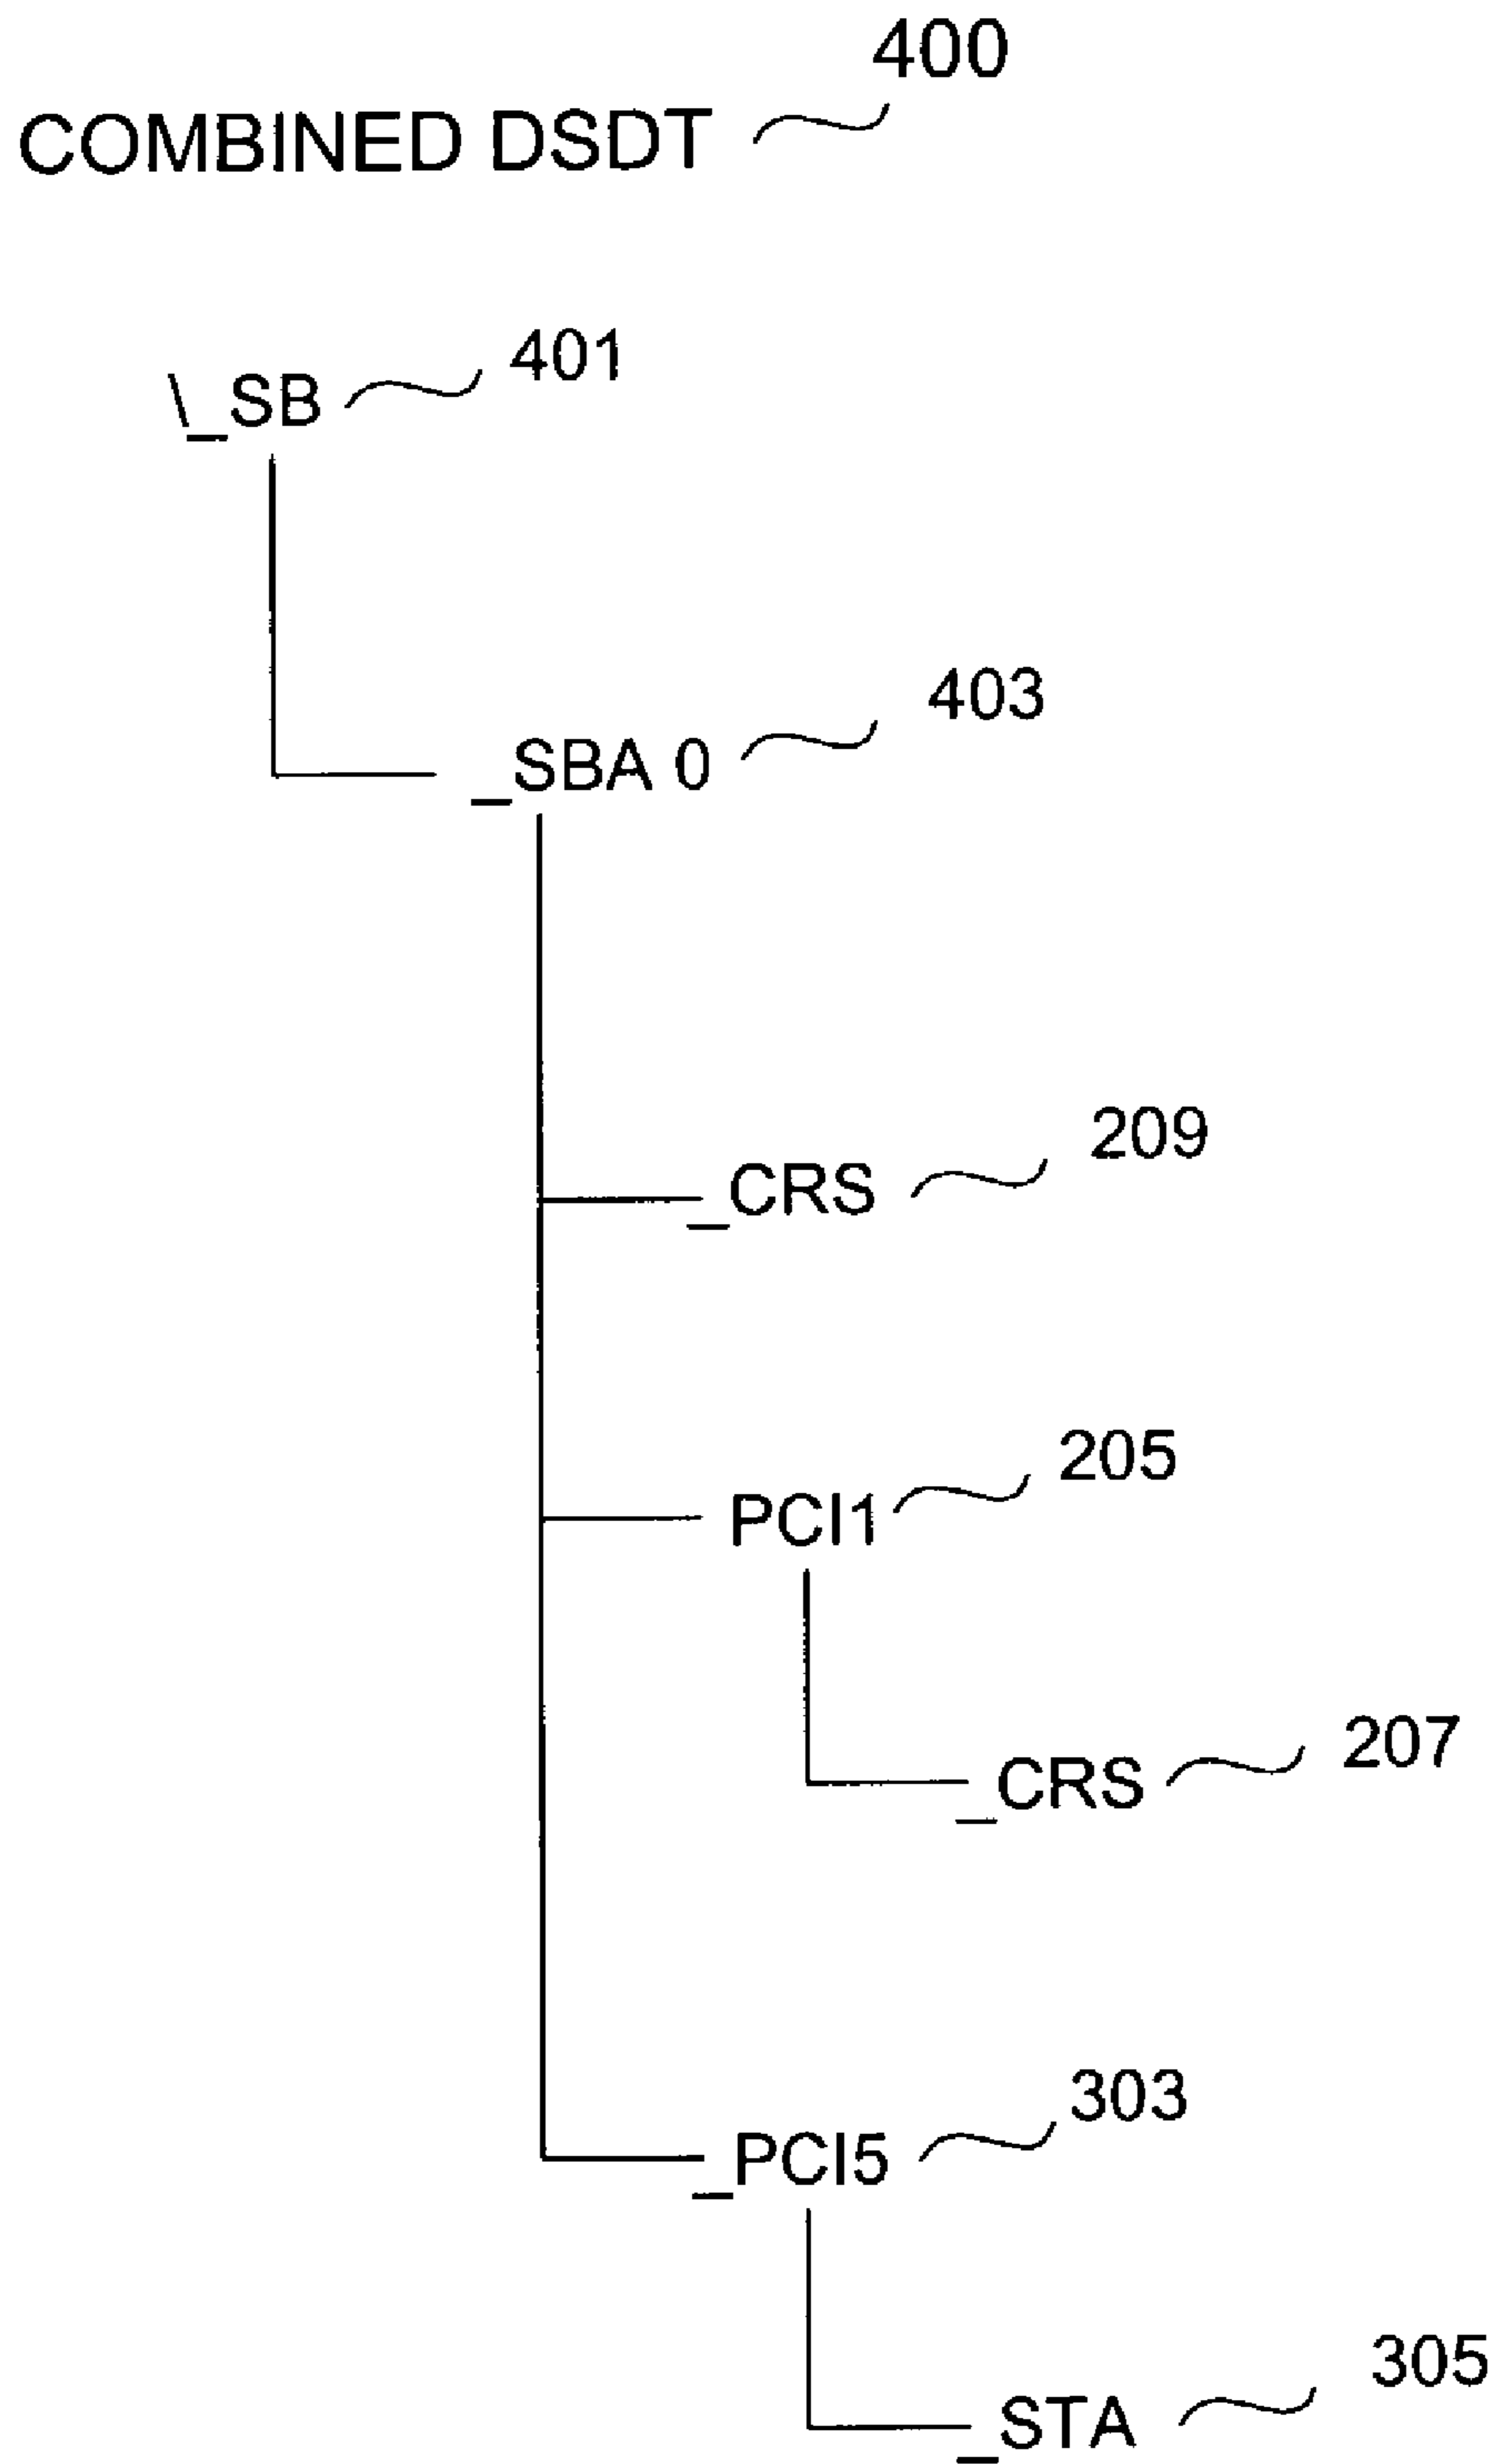 400
COMBINED DSDT
401
\_SB
403
_SBA 0
209
_CRS
205
PCI1
207
_CRS
303
_PCI5
305
_STA